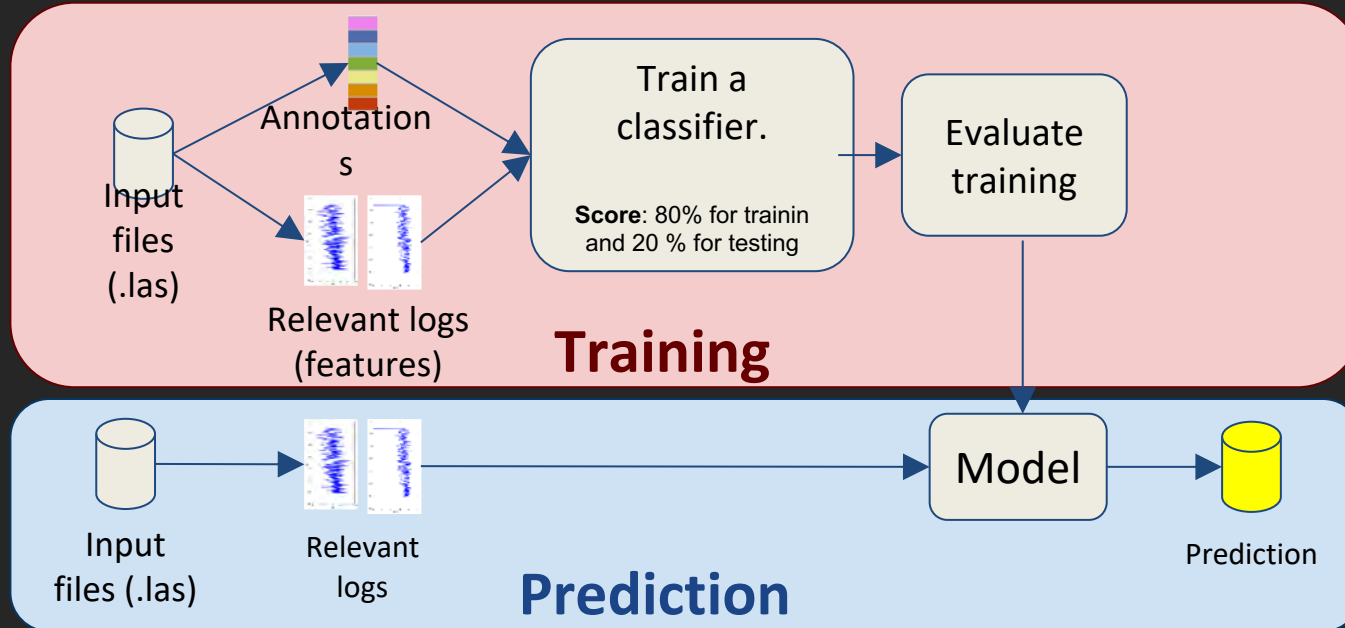 Annotation
s
Input
files
(.las)
Relevant logs
(features)
Train a
classifier.
Score: 80% for trainin
and 20 % for testing
Evaluate
training
Training
Input
files (.las)
Relevant
logs
Model
Prediction
Prediction